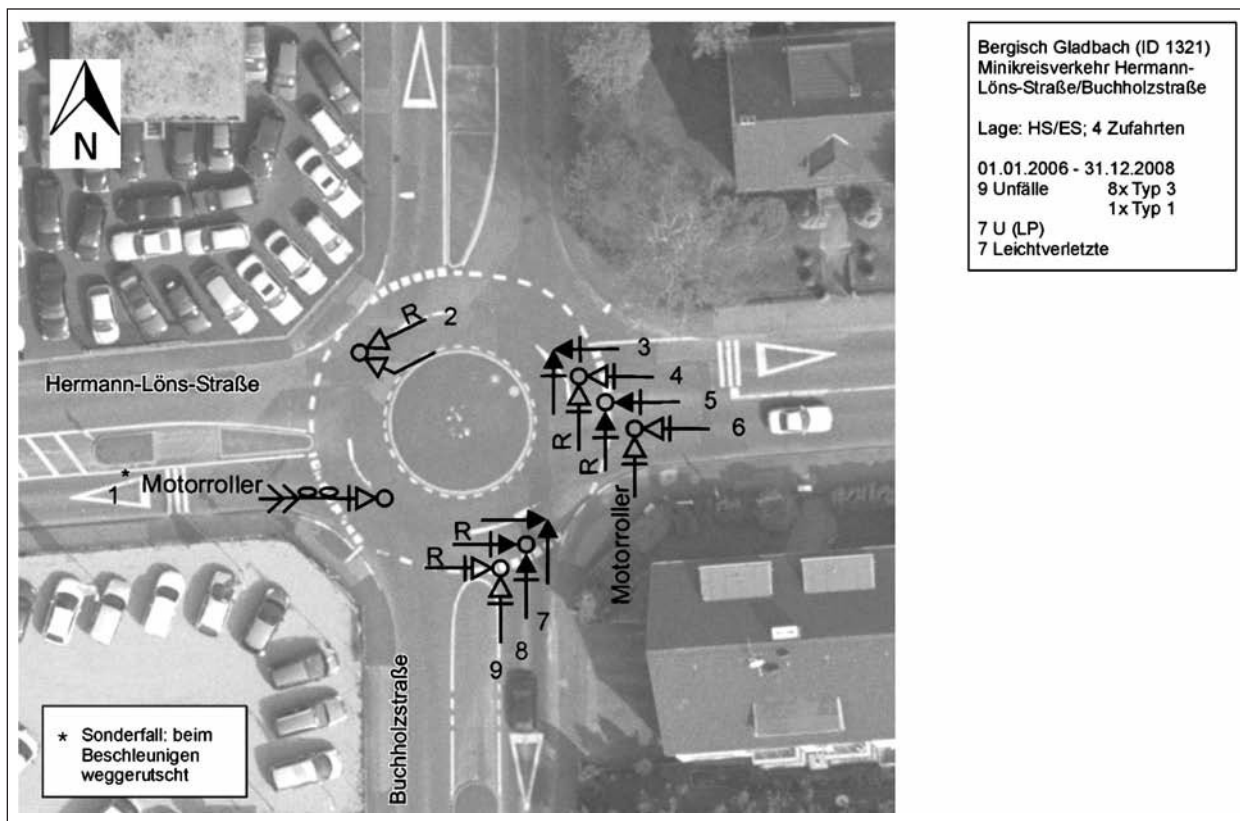 Bergisch Gladbach (ID 1321)
Minikreisverkehr Hermann-
Löns-Straße/Buchholzstraße
Lage: HS/ES; 4 Zufahrten
01.01.2006 - 31.12.2008
9 Unfälle 8x Typ 3
1x Typ 1
7 U (LP)
7 Leichtverletzte
N
R 2
3
Hermann-Löns-Straße
4
5
6
R
R
1* Motorroller
R
R
Motorroller
7
8
9
Buchholzstraße
* Sonderfall: beim
Beschleunigen
weggerutscht